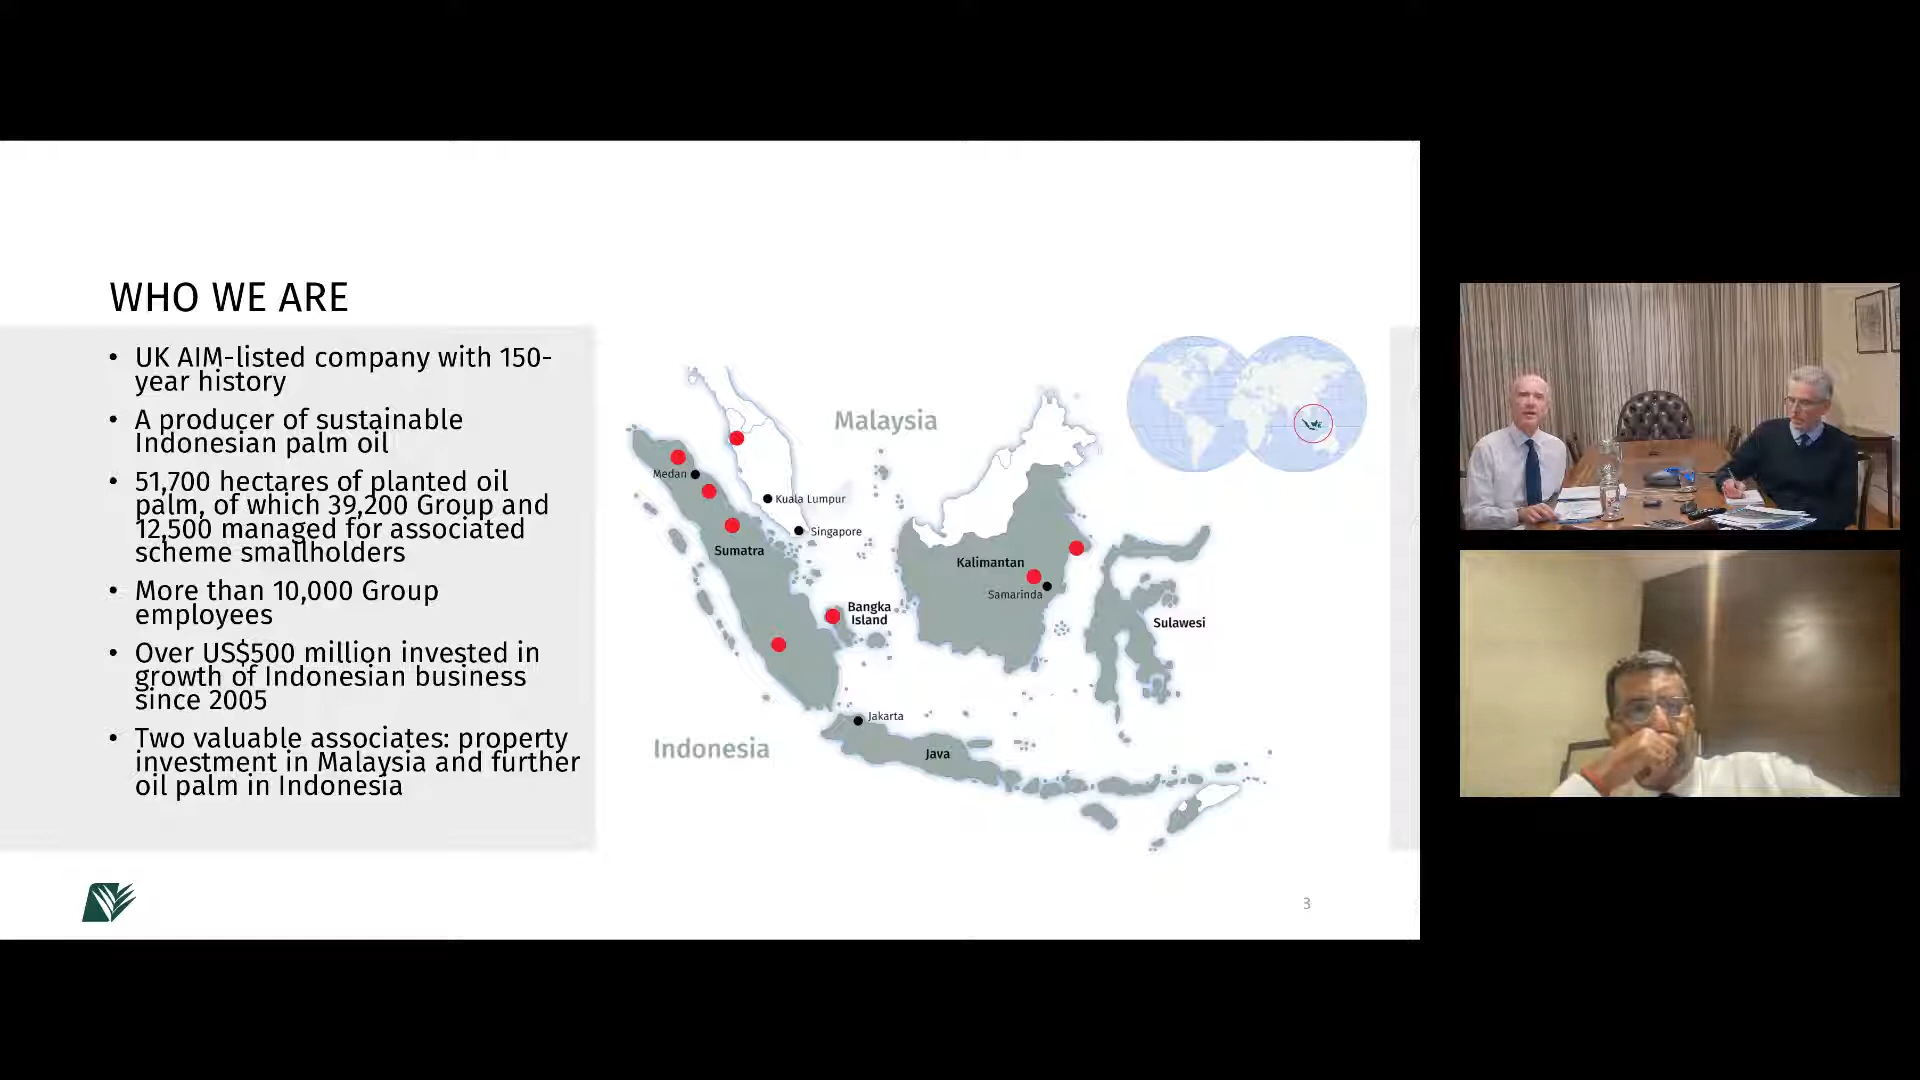 WHO WE ARE
• UK AIM-listed company with 150-
year history
• A producer of sustainable
Indonesian palm oil
• 51,700 hectares of planted oil
palm, of which 39,200 Group and
12,500 managed for associated
scheme smallholders
• More than 10,000 Group
employees
• Over US$500 million invested in
growth of Indonesian business
since 2005
• Two valuable associates: property
investment in Malaysia and further
oil palm in Indonesia
Malaysia
Medan
Kuala Lumpur
Singapore
Sumatra
Kalimantan
Samarinda
Bangka
Island
Sulawesi
Jakarta
Indonesia
Java
3